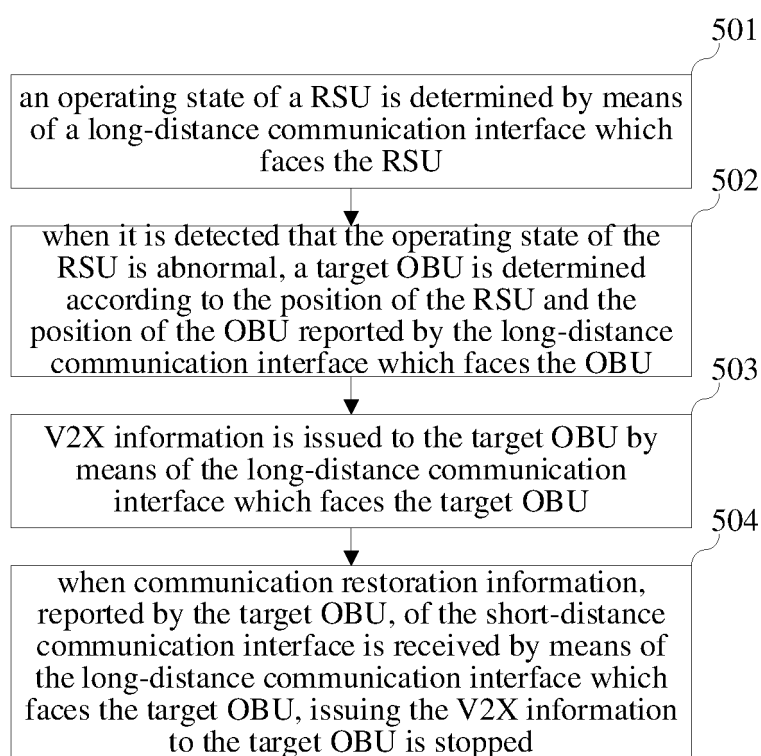 501
an operating state of a RSU is determined by means
of a long-distance communication interface which
faces the RSU
502
when it is detected that the operating state of the
RSU is abnormal, a target OBU is determined
according to the position of the RSU and the
position of the OBU reported by the long-distance
communication interface which faces the OBU
503
V2X information is issued to the target OBU by
means of the long-distance communication
interface which faces the target OBU
504
when communication restoration information,
reported by the target OBU, of the short-distance
communication interface is received by means of
the long-distance communication interface which
faces the target OBU, issuing the V2X information
to the target OBU is stopped